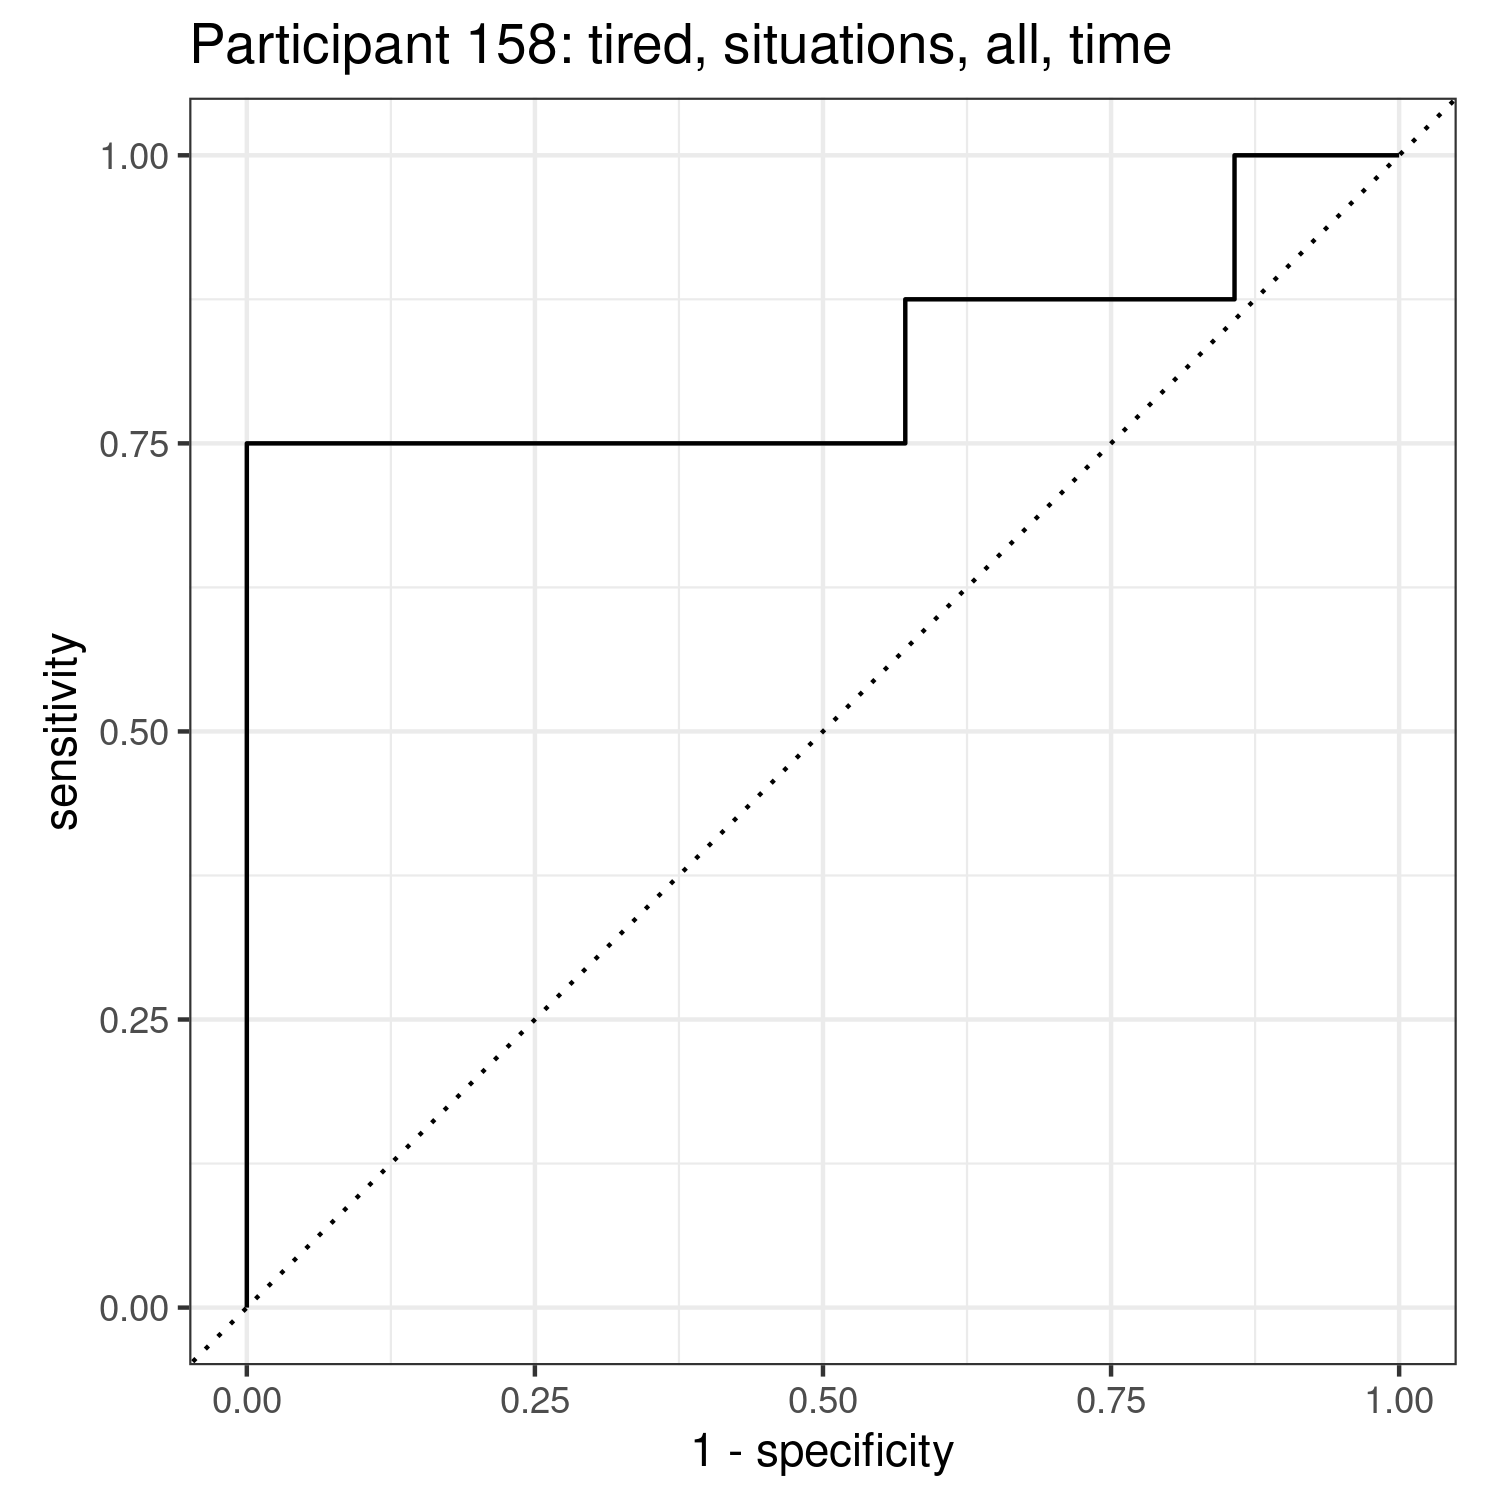 Participant 158: tired, situations, all, time
1.00
0.75
0.50
0.25
0.00
sensitivity
0.00 0.25 0.50 0.75 1.00
1 - specificity